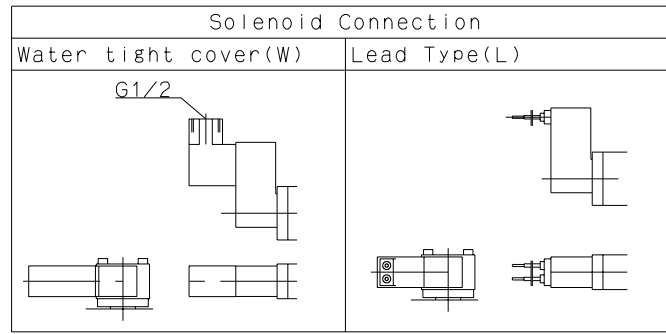 Solenoid Connection
Water tight cover(W)
Lead Type(L)
G1/2